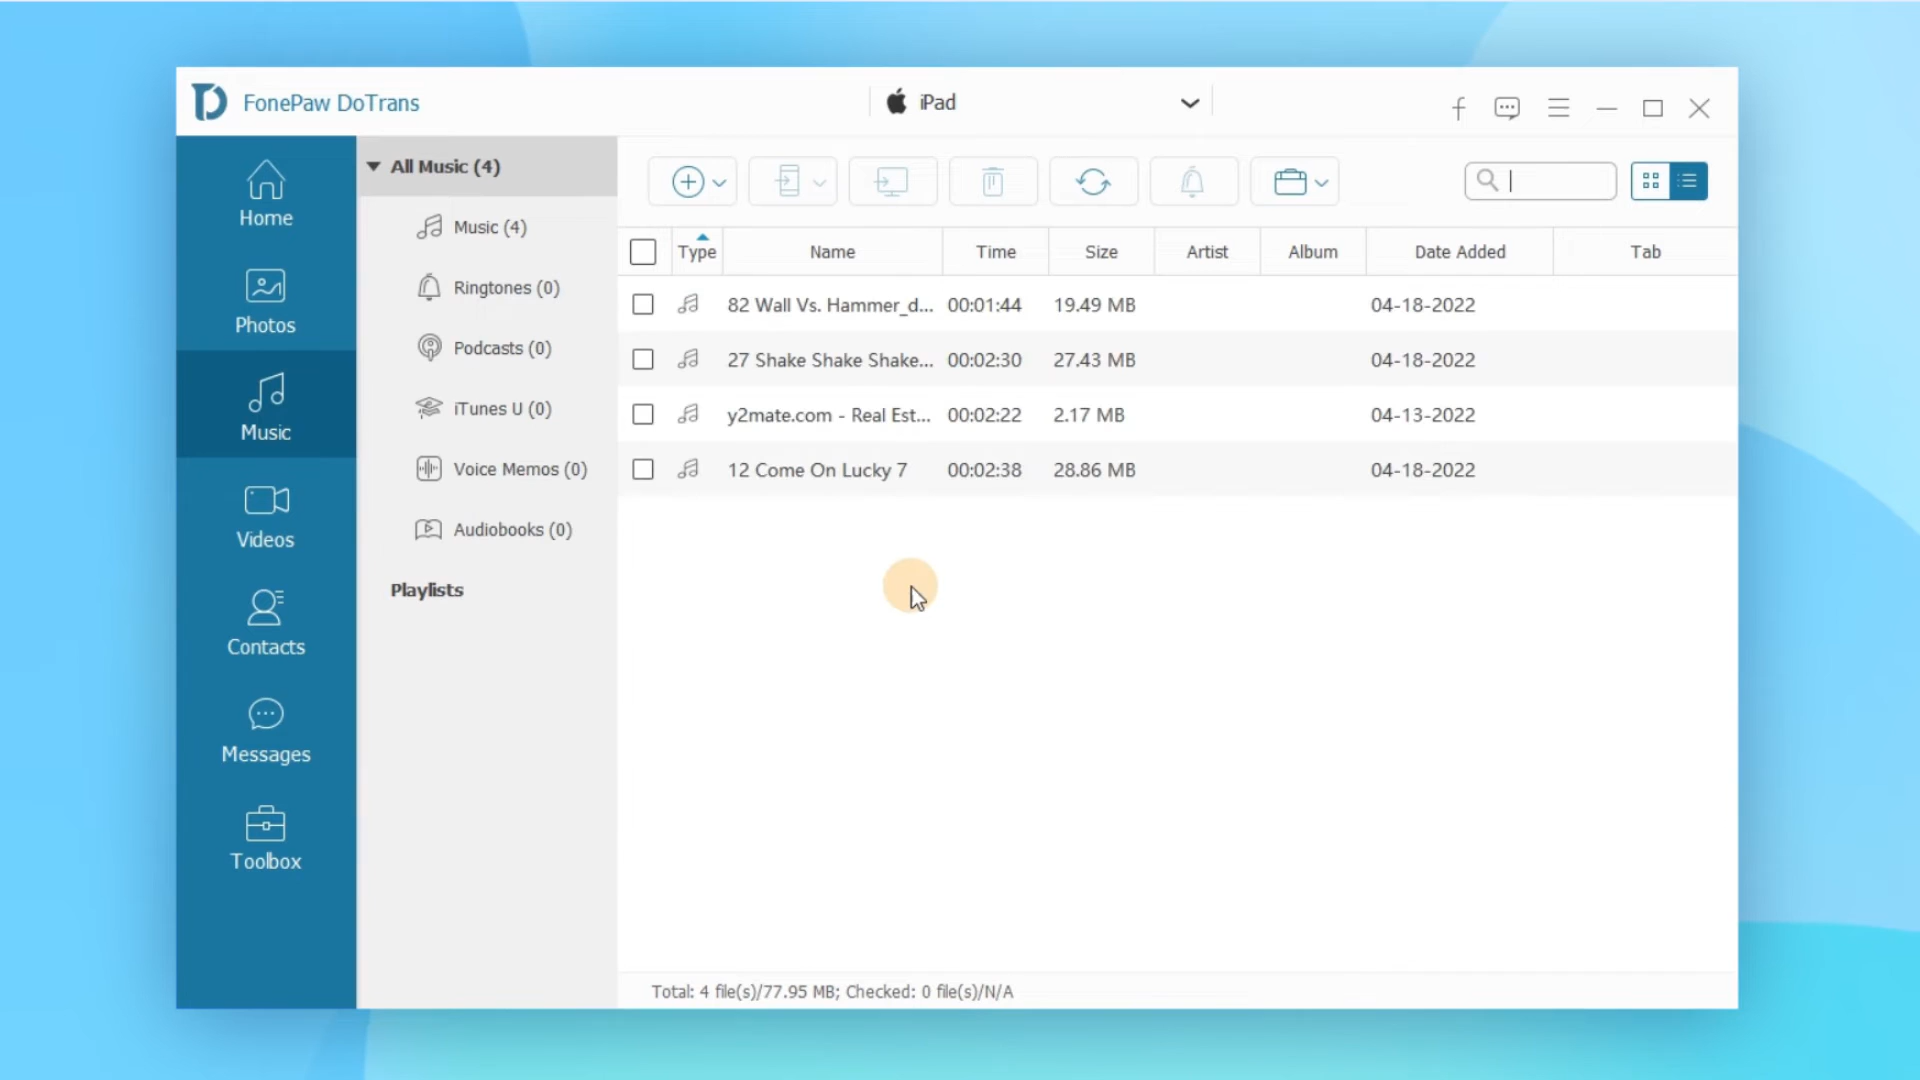 FonePaw DoTrans
iPad
Home
Photos
Music
Videos
Contacts
Messages
Toolbox
All Music (4)
Music (4)
Ringtones (0)
Podcasts (0)
iTunes U (0)
Voice Memos (0)
Audiobooks (0)
Playlists
Type Name Time Size Artist Album Date Added Tab
82 Wall Vs. Hammer_d... 00:01:44 19.49 MB 04-18-2022
27 Shake Shake Shake... 00:02:30 27.43 MB 04-18-2022
y2mate.com - Real Est... 00:02:22 2.17 MB 04-13-2022
12 Come On Lucky 7 00:02:38 28.86 MB 04-18-2022
Total: 4 file(s)/77.95 MB; Checked: 0 file(s)/N/A